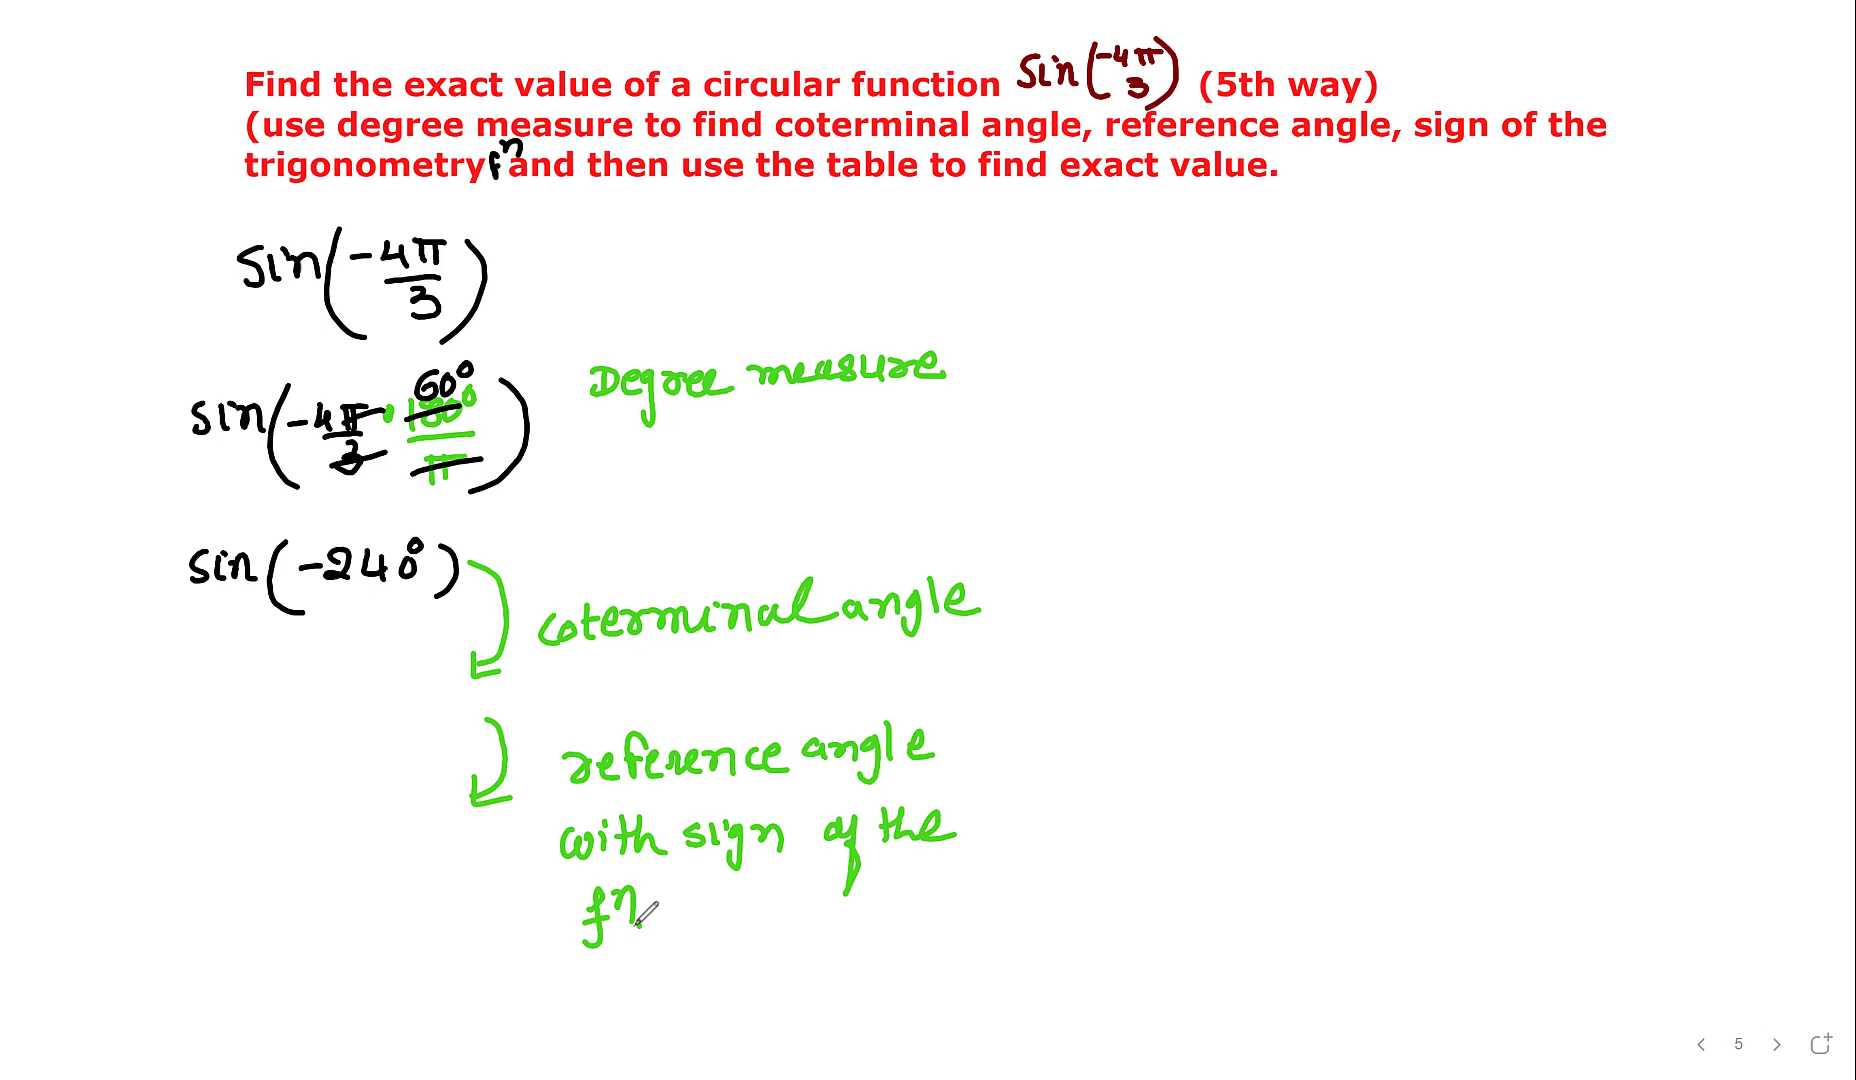 Find the exact value of a circular function sin(-4π/3) (5th way)
(use degree measure to find coterminal angle, reference angle, sign of the
trigonometry fⁿ and then use the table to find exact value.
sin(-4π/3)
sin(-4π/3 · 180°/π) 60° Degree measure
sin(-240°)
coterminal angle
reference angle
with sign of the
fⁿ
5